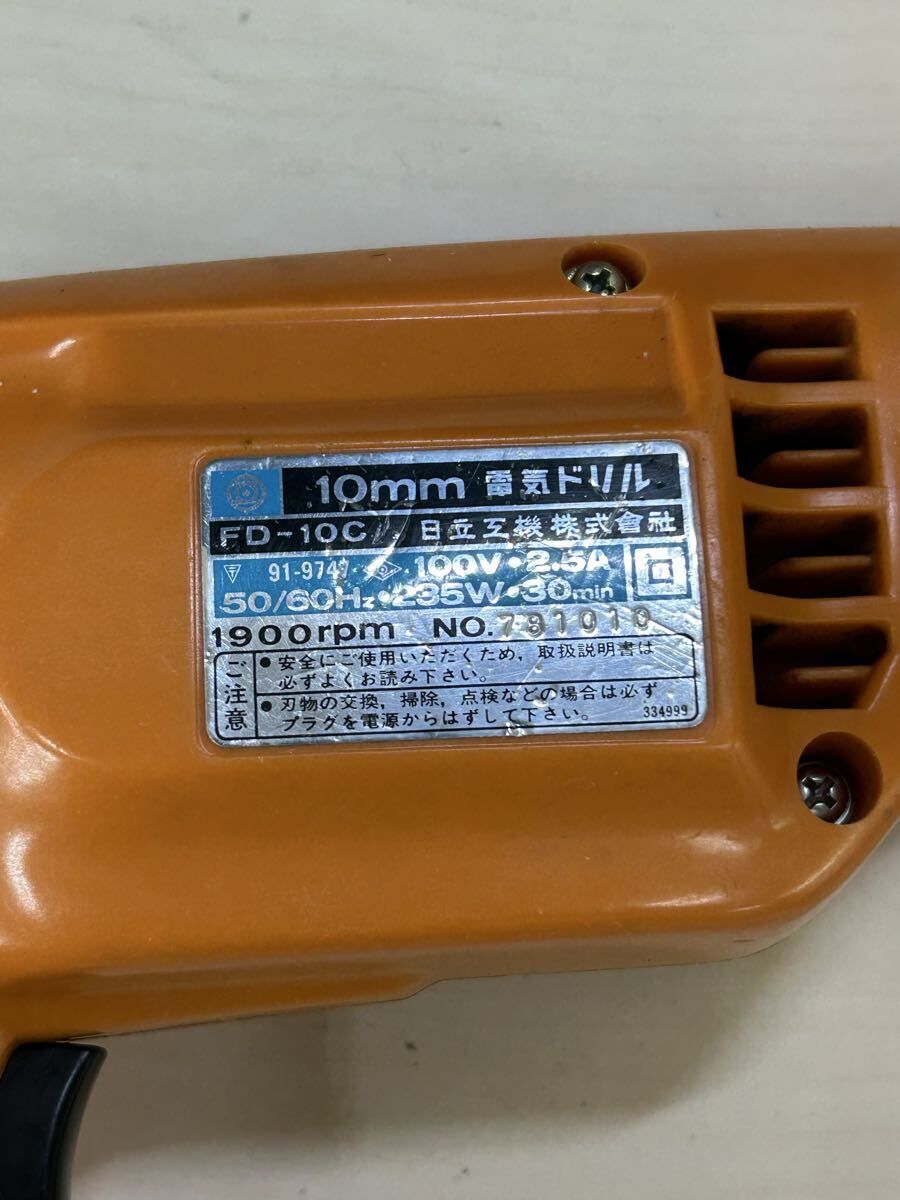 10mm 電気ドリル
FD-10C 日立工機株式會社
〒 91-974 100V・2.5A
50/60Hz・235W・30min
1900rpm NO.781010
ご注意
・安全にご使用いただくため，取扱説明書は
必ずよくお読み下さい。
・刃物の交換，掃除，点検などの場合は必ず
プラグを電源からはずして下さい。
334999